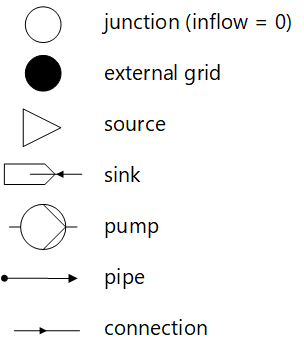 junction (inflow = 0)
external grid
source
sink
pump
pipe
connection